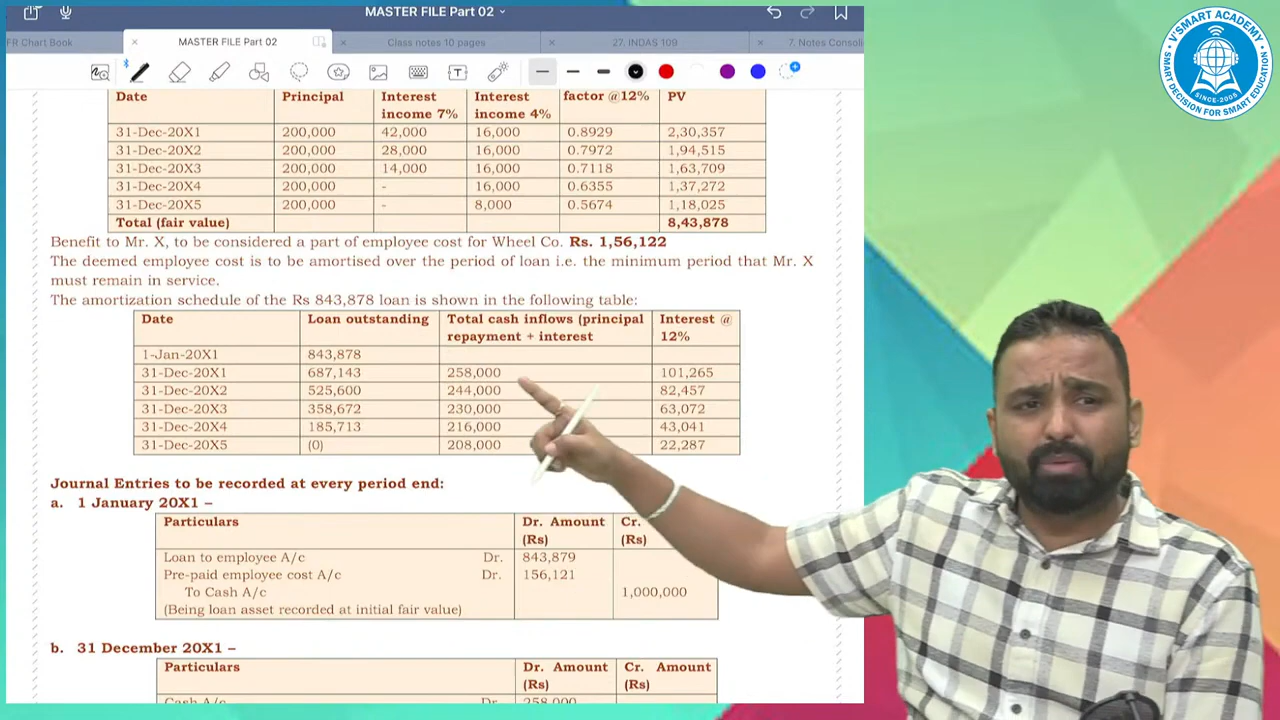 MASTER FILE Part 02
FR Chart Book
MASTER FILE Part 02
Class notes 10 pages
27. INDAS 109
7. Notes Consoli
Date Principal Interest income 7% Interest income 4% factor @12% PV
31-Dec-20X1 200,000 42,000 16,000 0.8929 2,30,357
31-Dec-20X2 200,000 28,000 16,000 0.7972 1,94,515
31-Dec-20X3 200,000 14,000 16,000 0.7118 1,63,709
31-Dec-20X4 200,000 - 16,000 0.6355 1,37,272
31-Dec-20X5 200,000 - 8,000 0.5674 1,18,025
Total (fair value) 8,43,878
Benefit to Mr. X, to be considered a part of employee cost for Wheel Co. Rs. 1,56,122
The deemed employee cost is to be amortised over the period of loan i.e. the minimum period that Mr. X
must remain in service.
The amortization schedule of the Rs 843,878 loan is shown in the following table:
Date Loan outstanding Total cash inflows (principal repayment + interest Interest @ 12%
1-Jan-20X1 843,878
31-Dec-20X1 687,143 258,000 101,265
31-Dec-20X2 525,600 244,000 82,457
31-Dec-20X3 358,672 230,000 63,072
31-Dec-20X4 185,713 216,000 43,041
31-Dec-20X5 (0) 208,000 22,287
Journal Entries to be recorded at every period end:
a. 1 January 20X1 –
Particulars Dr. Amount (Rs) Cr. (Rs)
Loan to employee A/c Dr. 843,879
Pre-paid employee cost A/c Dr. 156,121
To Cash A/c 1,000,000
(Being loan asset recorded at initial fair value)
b. 31 December 20X1 –
Particulars Dr. Amount (Rs) Cr. Amount (Rs)
Cash A/c Dr. 258,000
V'SMART ACADEMY
SINCE-2005
SMART DECISION FOR SMART EDUCATION